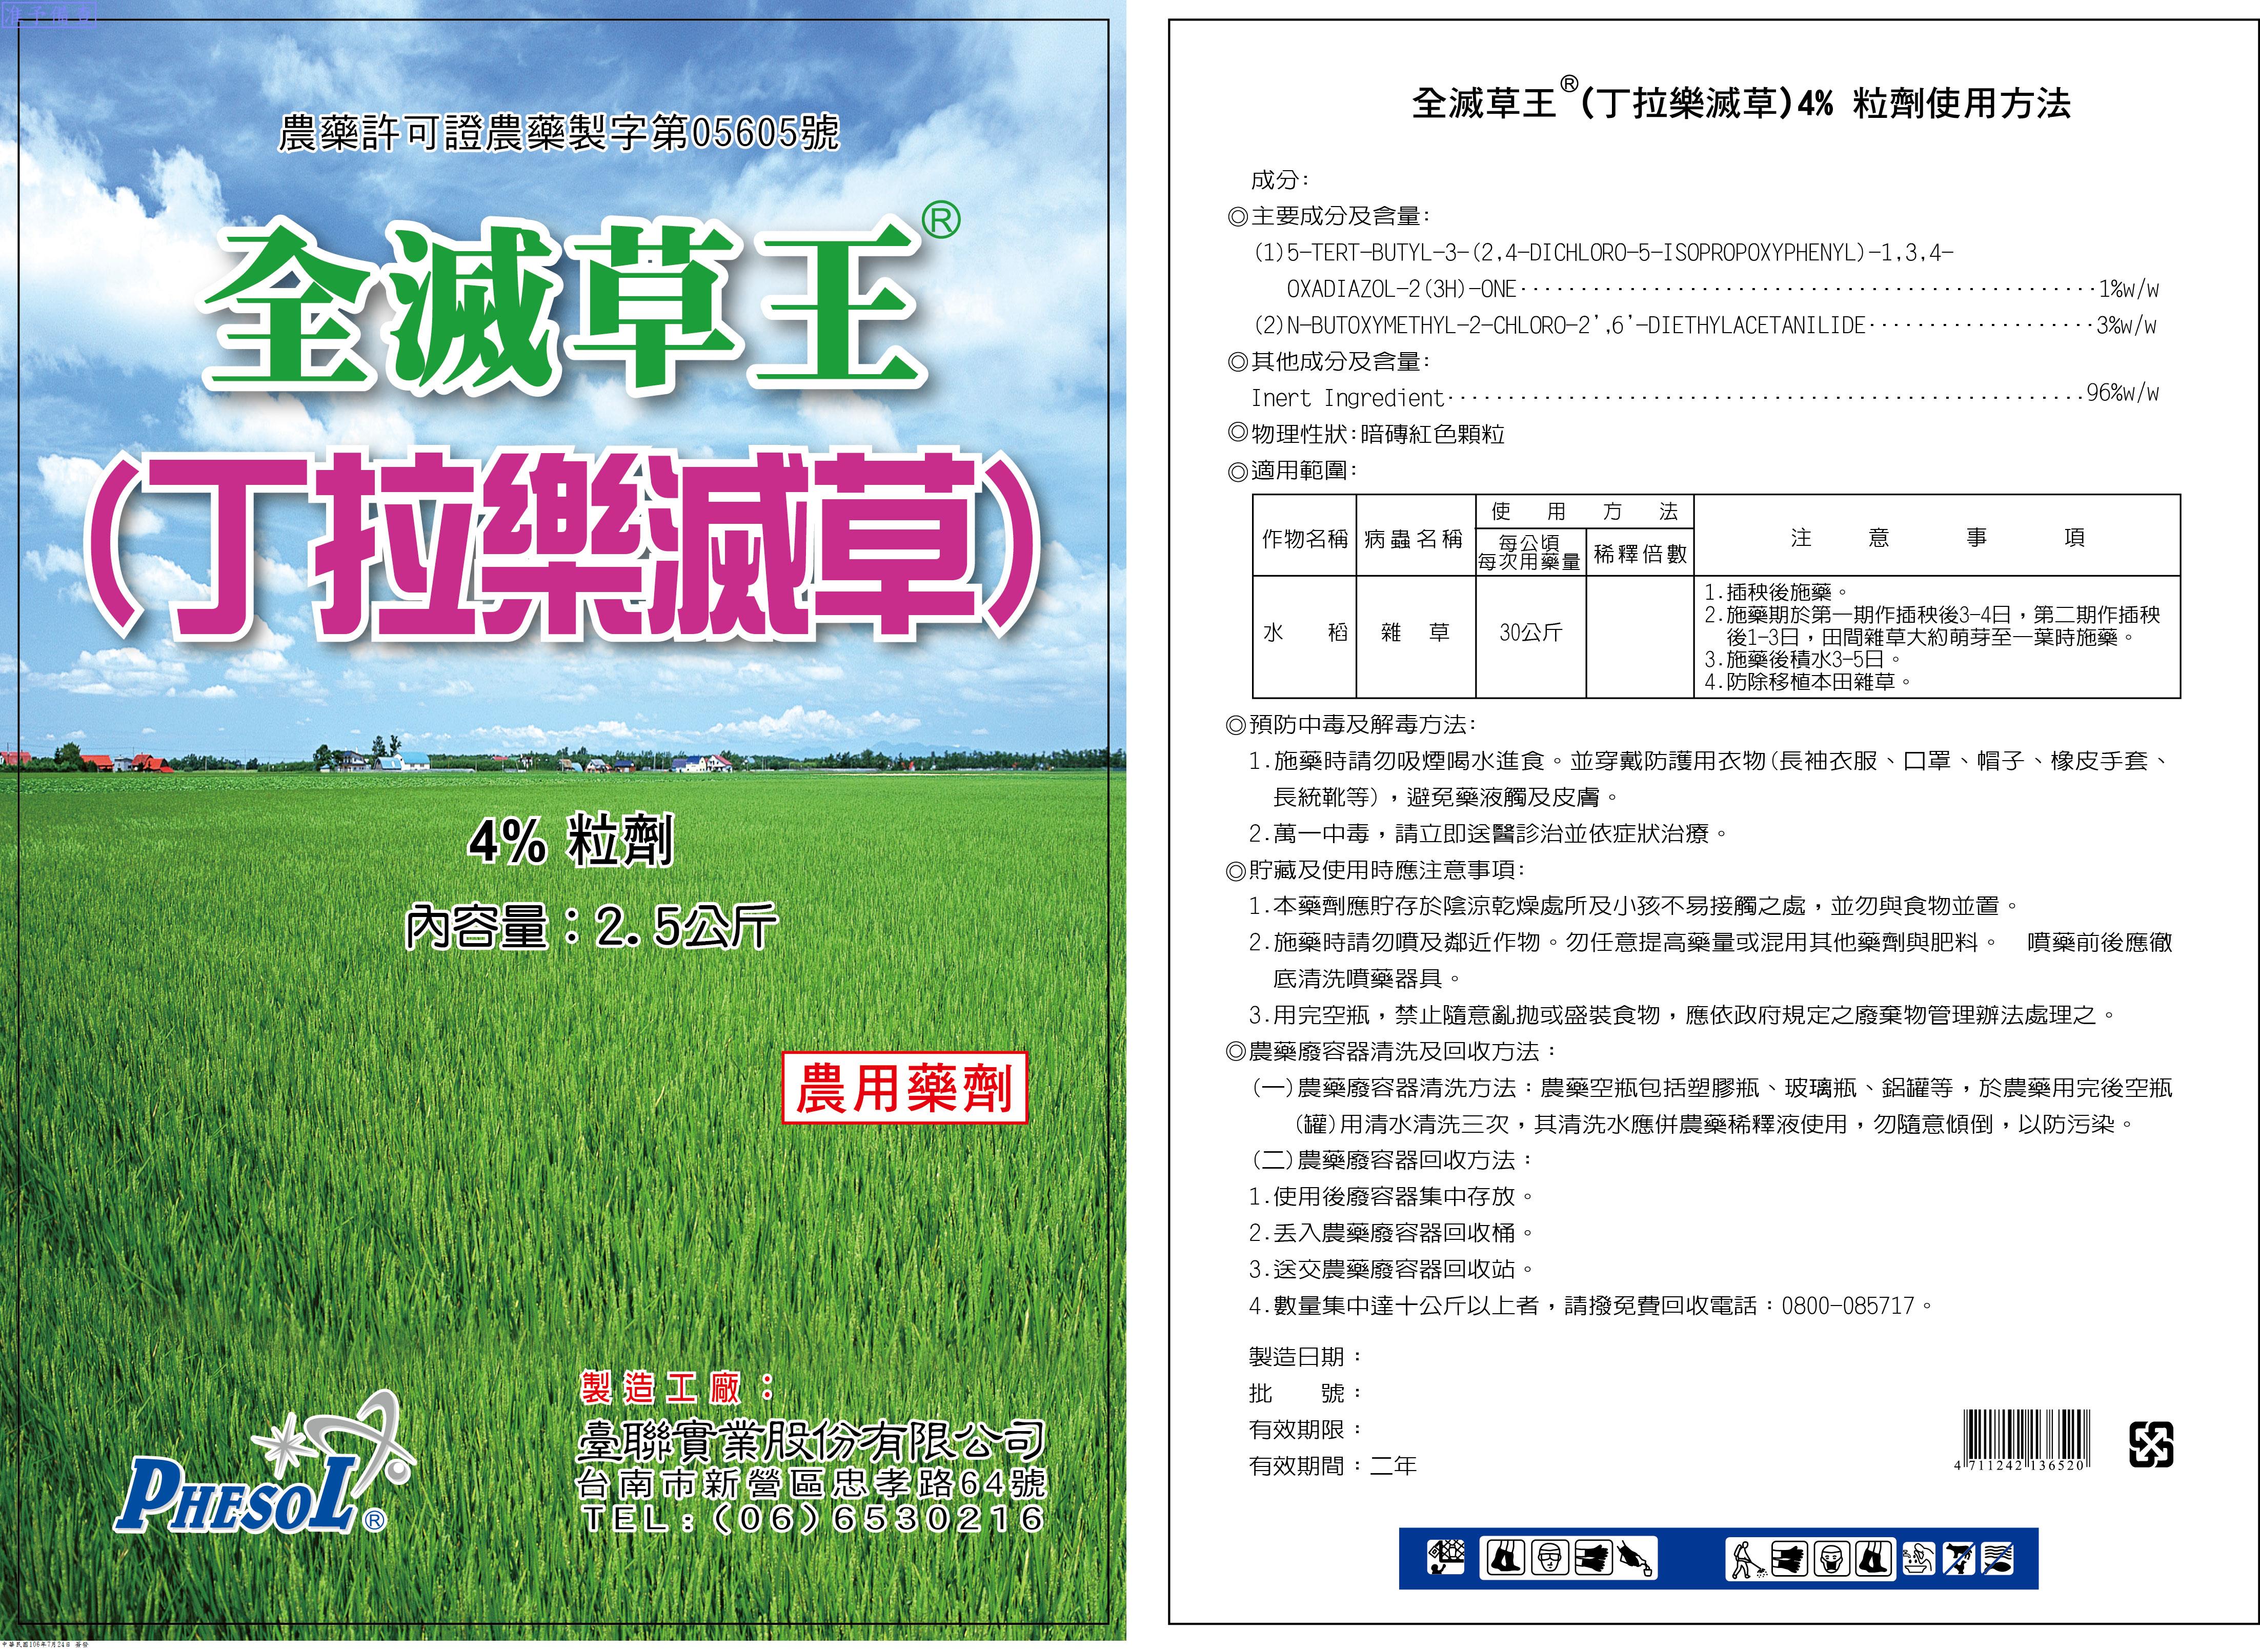 准予備查
農藥許可證農藥製字第05605號
全滅草王®
(丁拉樂滅草)
4% 粒劑
內容量：2.5公斤
農用藥劑
製造工廠：
臺聯實業股份有限公司
台南市新營區忠孝路64號
TEL:(06)6530216
PHESOL®
中華民國106年7月24日 簽發
全滅草王®(丁拉樂滅草)4% 粒劑使用方法
成分:
◎主要成分及含量:
(1)5-TERT-BUTYL-3-(2,4-DICHLORO-5-ISOPROPOXYPHENYL)-1,3,4-
OXADIAZOL-2(3H)-ONE················································1%w/w
(2)N-BUTOXYMETHYL-2-CHLORO-2',6'-DIETHYLACETANILIDE···················3%w/w
◎其他成分及含量:
Inert Ingredient·····················································96%w/w
◎物理性狀:暗磚紅色顆粒
◎適用範圍:
作物名稱 病蟲名稱 使用方法 注意事項
每公頃每次用藥量 稀釋倍數
水稻 雜草 30公斤
1.插秧後施藥。
2.施藥期於第一期作插秧後3-4日，第二期作插秧
後1-3日，田間雜草大約萌芽至一葉時施藥。
3.施藥後積水3-5日。
4.防除移植本田雜草。
◎預防中毒及解毒方法:
1.施藥時請勿吸煙喝水進食。並穿戴防護用衣物(長袖衣服、口罩、帽子、橡皮手套、
長統靴等)，避免藥液觸及皮膚。
2.萬一中毒，請立即送醫診治並依症狀治療。
◎貯藏及使用時應注意事項:
1.本藥劑應貯存於陰涼乾燥處所及小孩不易接觸之處，並勿與食物並置。
2.施藥時請勿噴及鄰近作物。勿任意提高藥量或混用其他藥劑與肥料。 噴藥前後應徹
底清洗噴藥器具。
3.用完空瓶，禁止隨意亂拋或盛裝食物，應依政府規定之廢棄物管理辦法處理之。
◎農藥廢容器清洗及回收方法：
(一)農藥廢容器清洗方法：農藥空瓶包括塑膠瓶、玻璃瓶、鋁罐等，於農藥用完後空瓶
(罐)用清水清洗三次，其清洗水應併農藥稀釋液使用，勿隨意傾倒，以防污染。
(二)農藥廢容器回收方法：
1.使用後廢容器集中存放。
2.丟入農藥廢容器回收桶。
3.送交農藥廢容器回收站。
4.數量集中達十公斤以上者，請撥免費回收電話：0800-085717。
製造日期：
批號：
有效期限：
有效期間：二年
4 711242 136520